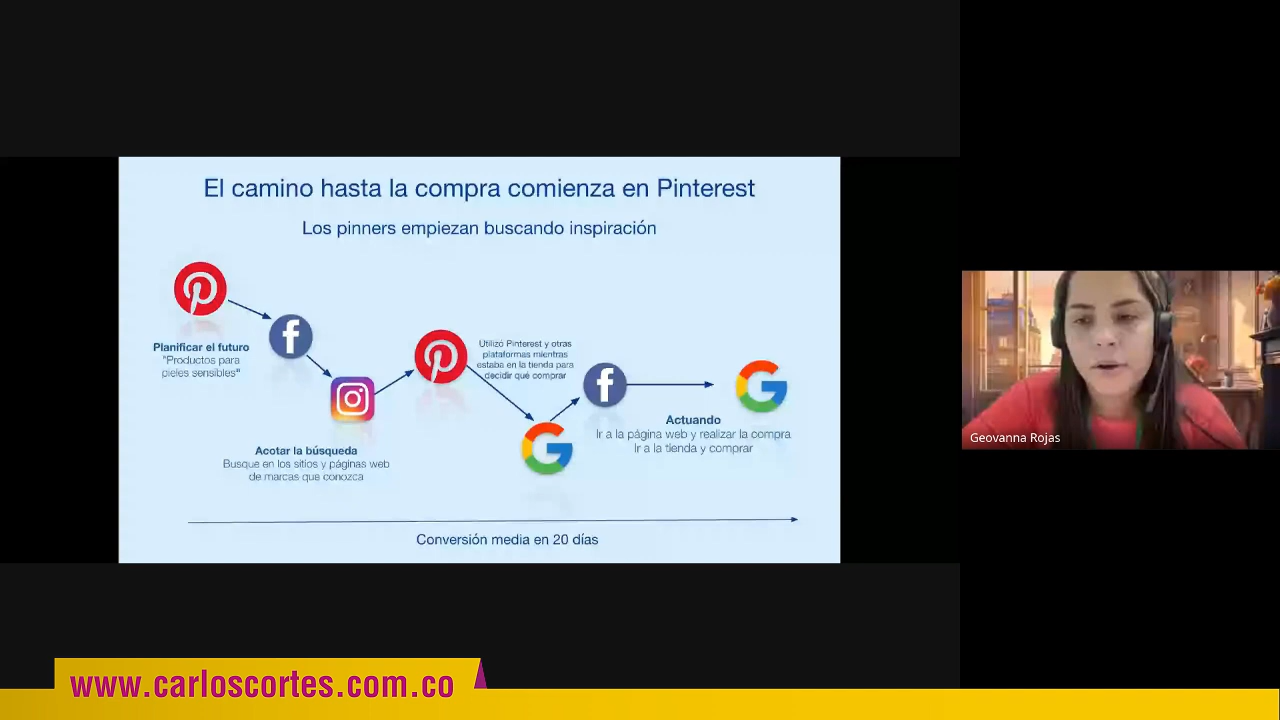 El camino hasta la compra comienza en Pinterest
Los pinners empiezan buscando inspiración
Planificar el futuro
"Productos para
pieles sensibles"
Acotar la búsqueda
Busque en los sitios y páginas web
de marcas que conozca
Utilizó Pinterest y otras
plataformas mientras
estaba en la tienda para
decidir qué comprar
Actuando
Ir a la página web y realizar la compra
Ir a la tienda y comprar
Conversión media en 20 días
Geovanna Rojas
www.carloscortes.com.co